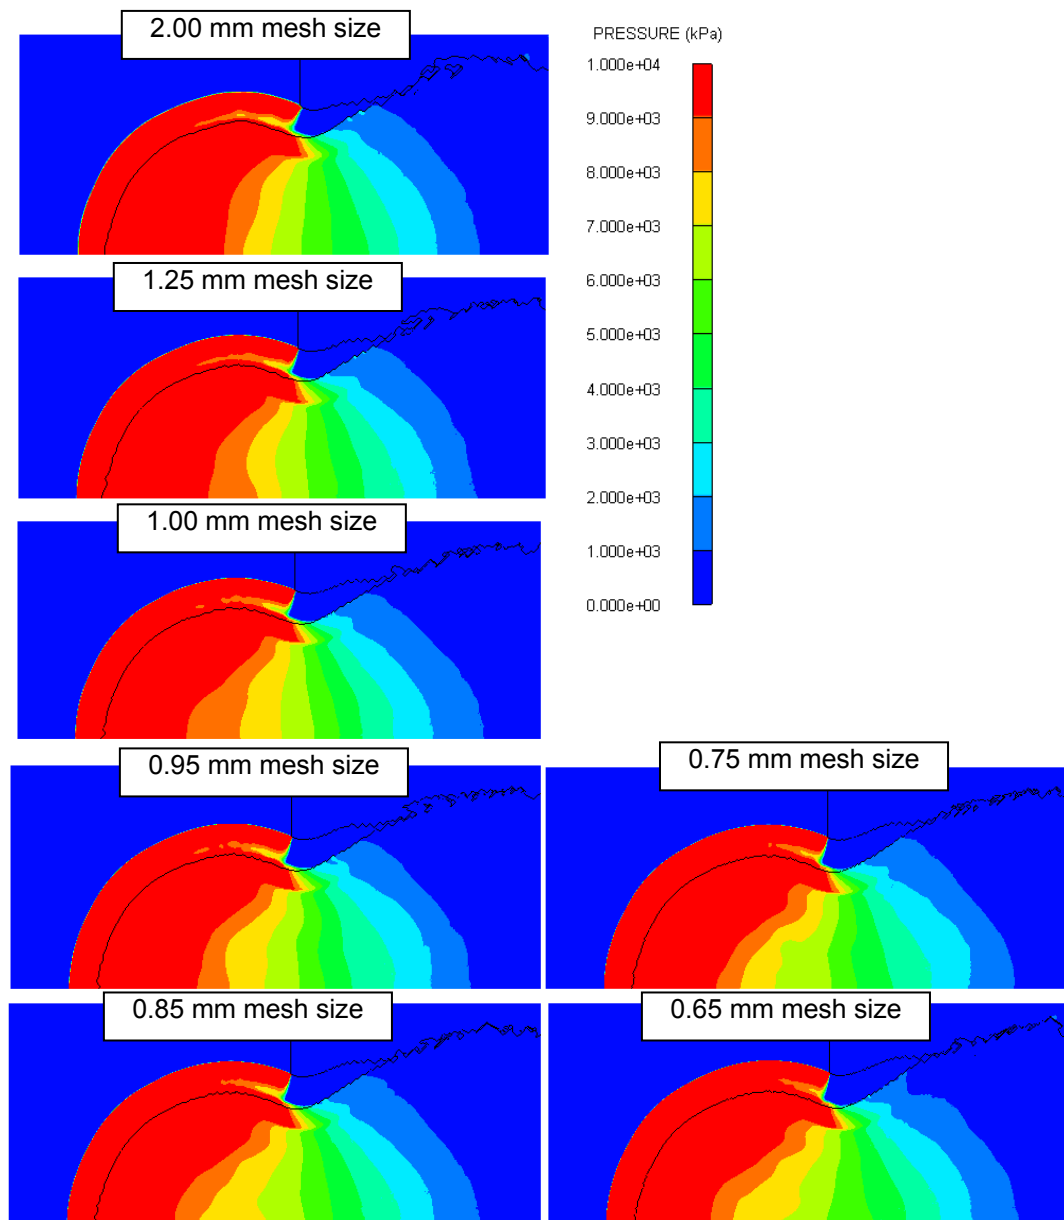 2.00 mm mesh size
PRESSURE (kPa)
1.000e+04
9.000e+03
8.000e+03
7.000e+03
6.000e+03
5.000e+03
4.000e+03
3.000e+03
2.000e+03
1.000e+03
0.000e+00
1.25 mm mesh size
1.00 mm mesh size
0.95 mm mesh size
0.75 mm mesh size
0.85 mm mesh size
0.65 mm mesh size